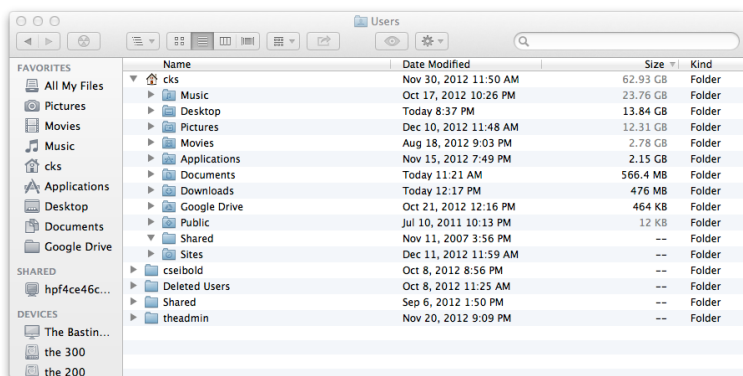 Users
FAVORITES
All My Files
Pictures
Movies
Music
cks
Applications
Desktop
Documents
Google Drive
SHARED
hpf4ce46c...
DEVICES
The Bastin...
the 300
the 200
Name Date Modified Size Kind
cks Nov 30, 2012 11:50 AM 62.93 GB Folder
Music Oct 17, 2012 10:26 PM 23.76 GB Folder
Desktop Today 8:37 PM 13.84 GB Folder
Pictures Dec 10, 2012 11:48 AM 12.31 GB Folder
Movies Aug 18, 2012 9:03 PM 2.78 GB Folder
Applications Nov 15, 2012 7:49 PM 2.15 GB Folder
Documents Today 11:21 AM 566.4 MB Folder
Downloads Today 12:17 PM 476 MB Folder
Google Drive Oct 21, 2012 12:16 PM 464 KB Folder
Public Jul 10, 2011 10:13 PM 12 KB Folder
Shared Nov 11, 2007 3:56 PM -- Folder
Sites Dec 11, 2012 11:59 AM -- Folder
cseibold Oct 8, 2012 8:56 PM -- Folder
Deleted Users Oct 8, 2012 11:25 AM -- Folder
Shared Sep 6, 2012 1:50 PM -- Folder
theadmin Nov 20, 2012 9:09 PM -- Folder